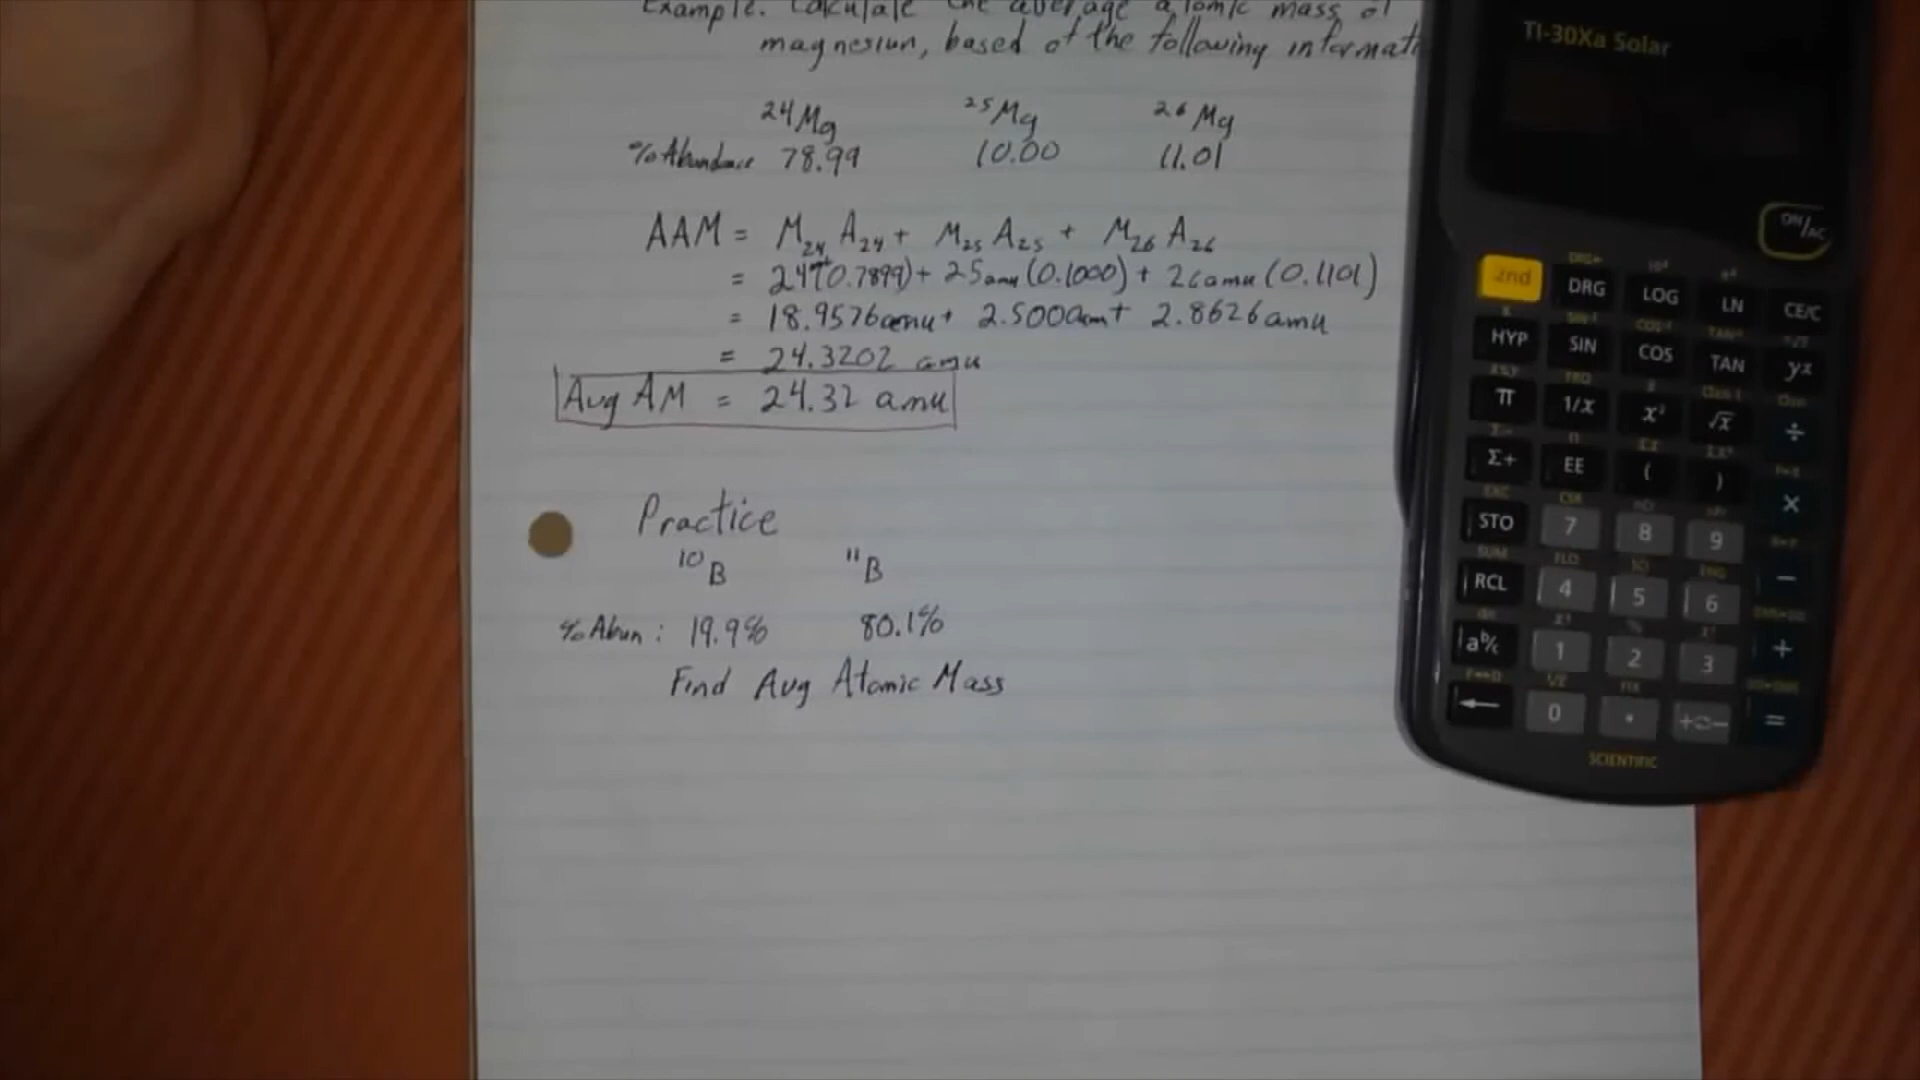 Example. Calculate the average atomic mass of
magnesium, based of the following informati
24Mg 25Mg 26Mg
% Abundance 78.99 10.00 11.01
AAM = M24 A24 + M25 A25 + M26 A26
= 24 (0.7899) + 25amu (0.1000) + 26amu (0.1101)
= 18.9576amu + 2.500am + 2.8626amu
= 24.3202 amu
Avg AM = 24.32 amu
Practice
10B 11B
% Abun: 19.9% 80.1%
Find Avg Atomic Mass
TI-30Xa Solar
ON/AC
2nd DRG LOG LN CE/C
HYP SIN COS TAN yx
π 1/x x² √x ÷
Σ+ EE ( ) ×
STO 7 8 9 −
RCL 4 5 6 +
ab/c 1 2 3 =
← 0 . +⇄−
SCIENTIFIC